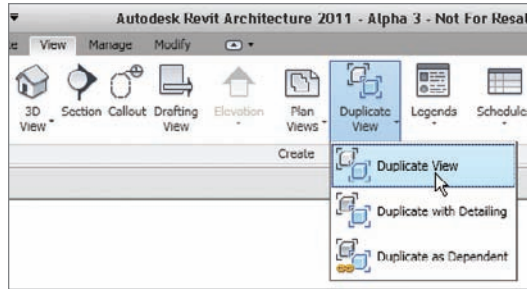 Autodesk Revit Architecture 2011 - Alpha 3 - Not For Resal
e View Manage Modify
3D View Section Callout Drafting View Elevation Plan Views Duplicate View Legends Schedule
Create
Duplicate View
Duplicate with Detailing
Duplicate as Dependent